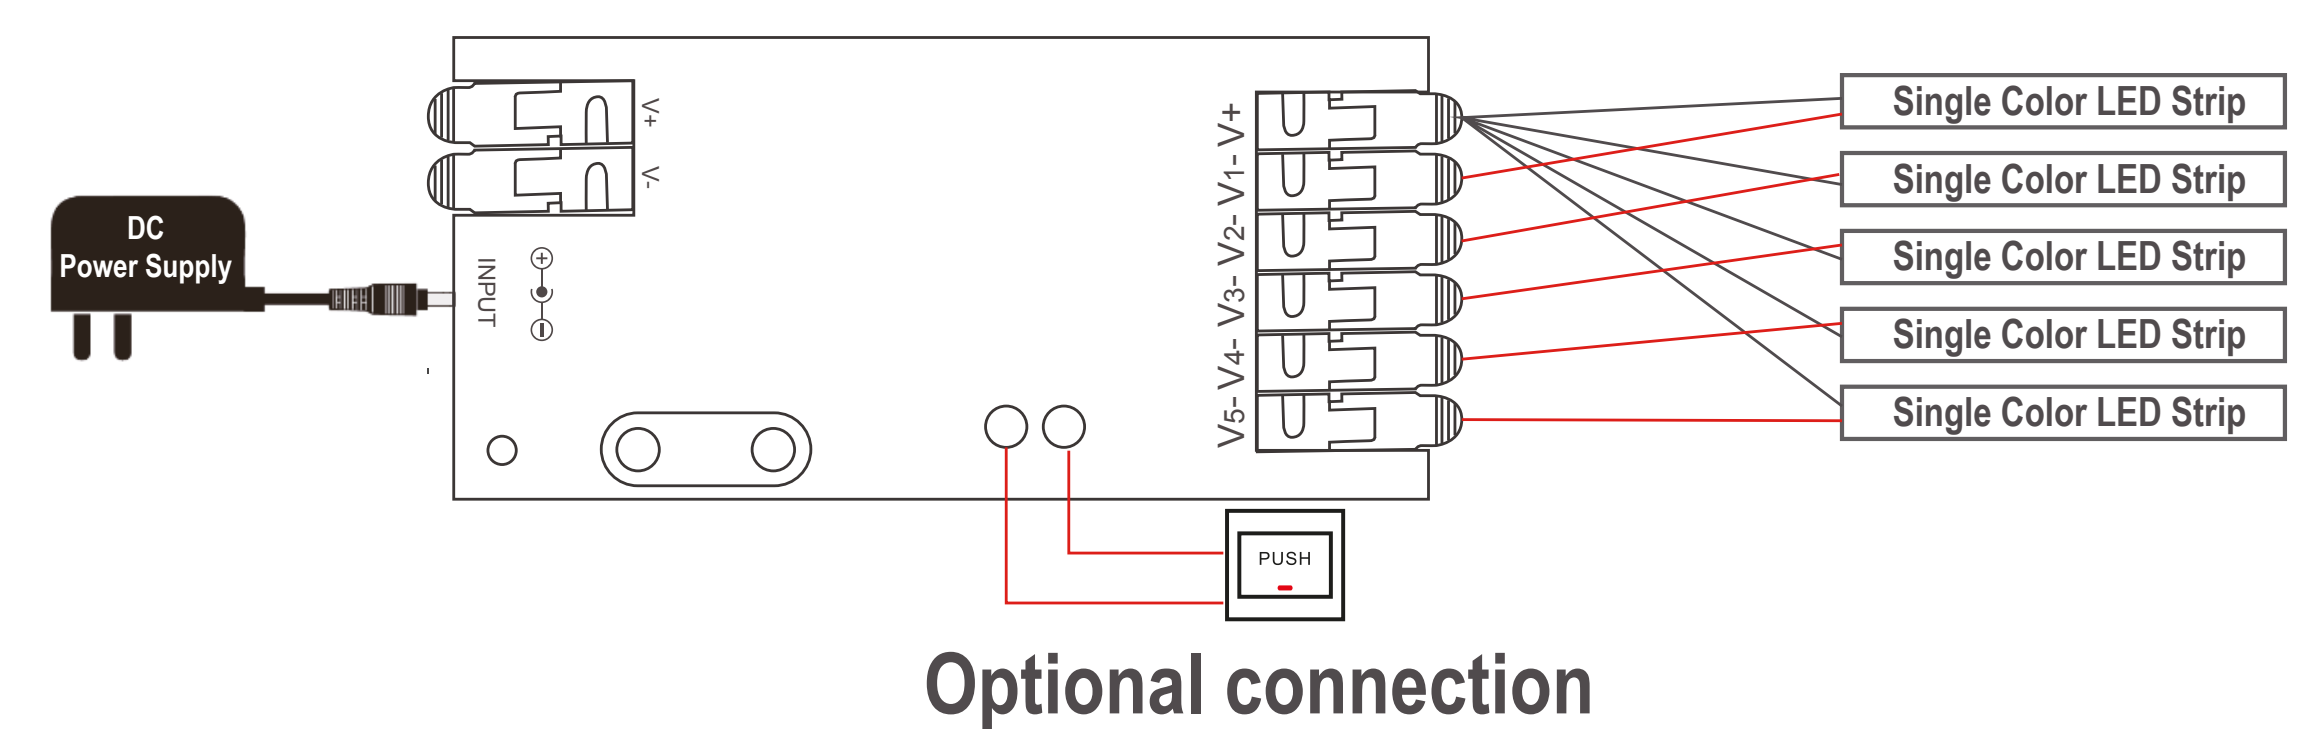 DC
Power Supply
V+
V-
INPUT
+
-
V+
V1-
V2-
V3-
V4-
V5-
Single Color LED Strip
Single Color LED Strip
Single Color LED Strip
Single Color LED Strip
Single Color LED Strip
PUSH
Optional connection